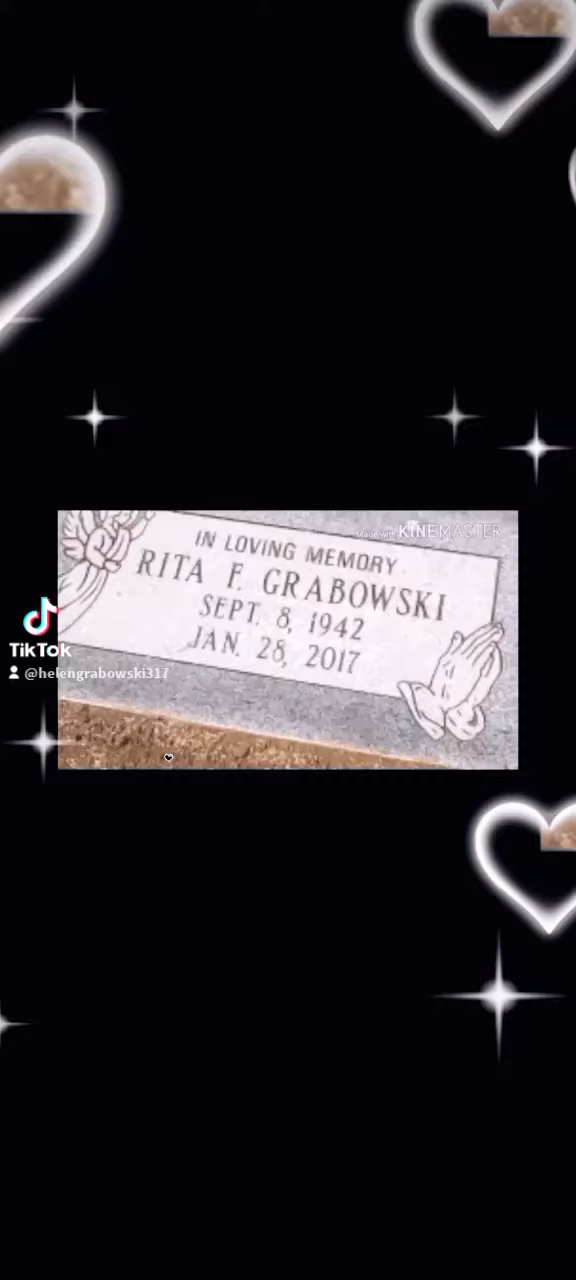 Made with KINEMASTER
IN LOVING MEMORY
RITA F. GRABOWSKI
SEPT. 8, 1942
JAN. 28, 2017
TikTok
@helengrabowski317